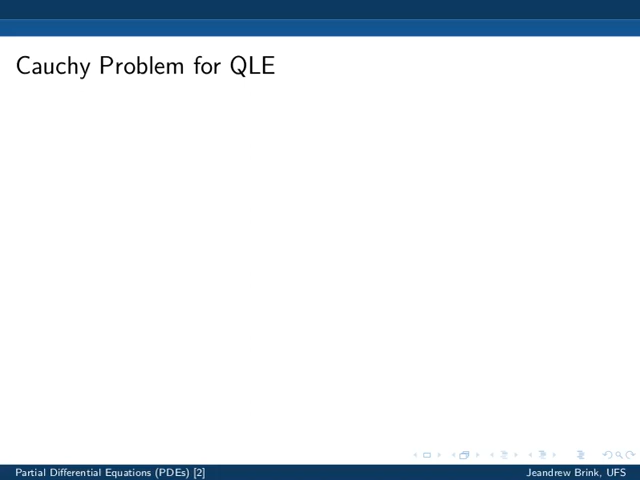 Cauchy Problem for QLE
Partial Differential Equations (PDEs) [2]
Jeandrew Brink, UFS